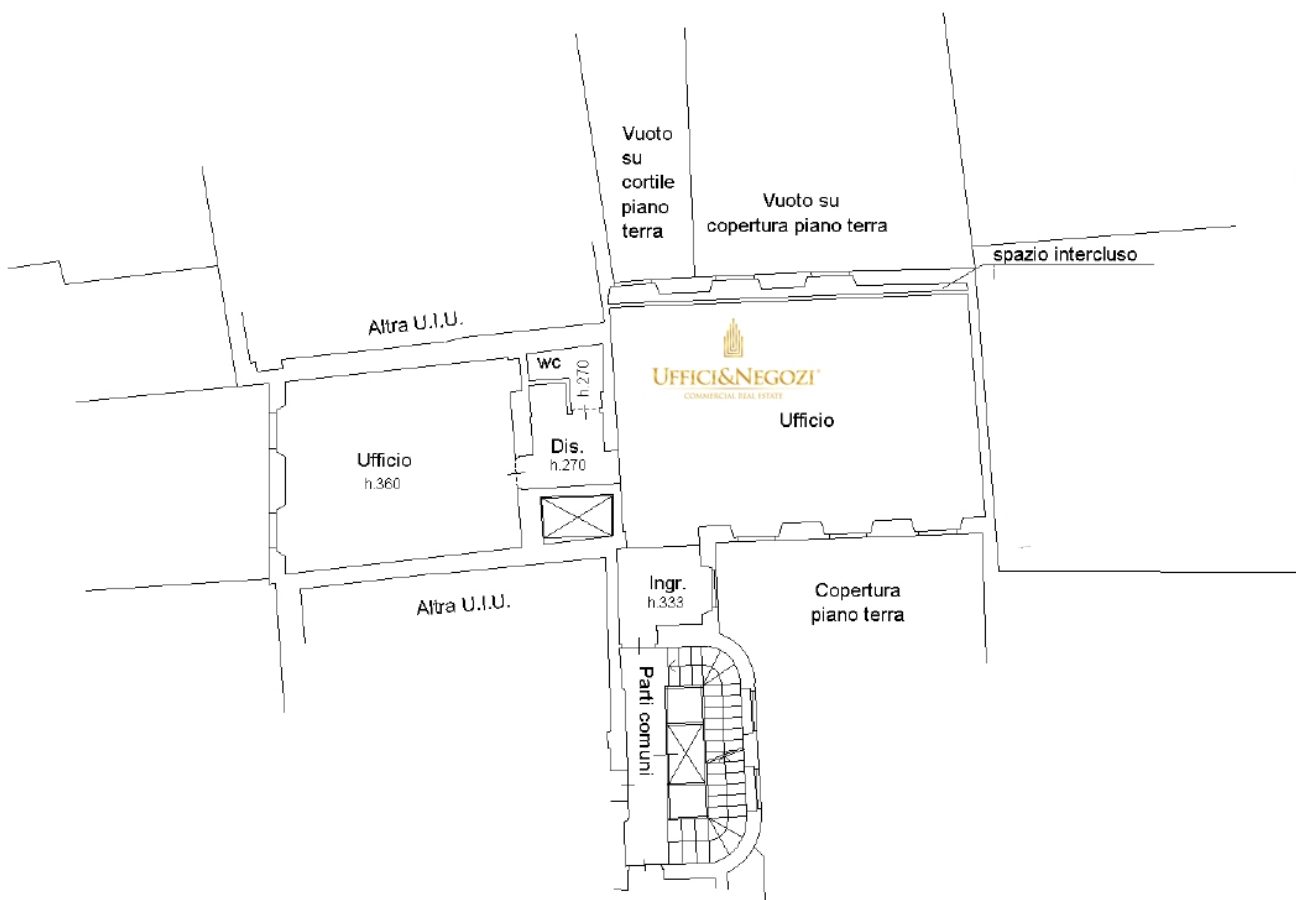 Vuoto
su
cortile
piano
terra
Vuoto su
copertura piano terra
spazio intercluso
Altra U.I.U.
wc
h.270
UFFICI&NEGOZI
COMMERCIAL REAL ESTATE
Ufficio
Ufficio
h.360
Dis.
h.270
Ingr.
h.333
Altra U.I.U.
Copertura
piano terra
Parti comuni